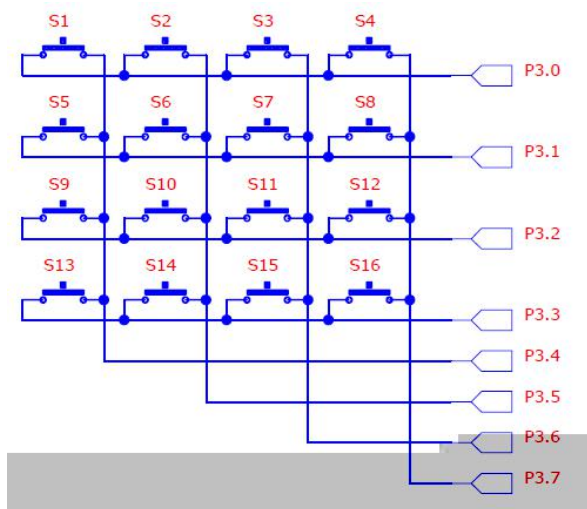 S1 S2 S3 S4
P3.0
S5 S6 S7 S8
P3.1
S9 S10 S11 S12
P3.2
S13 S14 S15 S16
P3.3
P3.4
P3.5
P3.6
P3.7